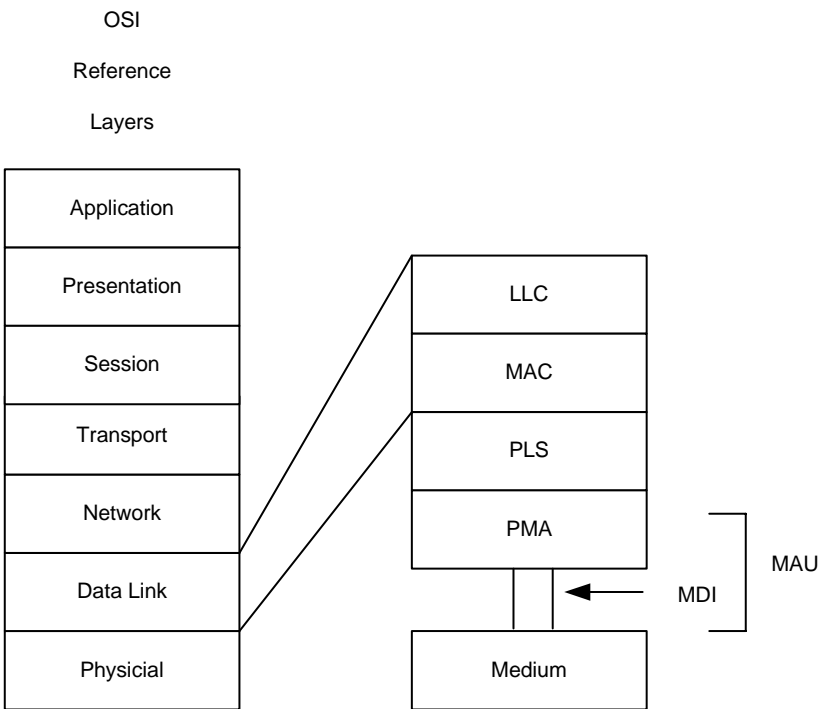 OSI
Reference
Layers
Application
Presentation
Session
Transport
Network
Data Link
Physicial
LLC
MAC
PLS
PMA
MDI
MAU
Medium